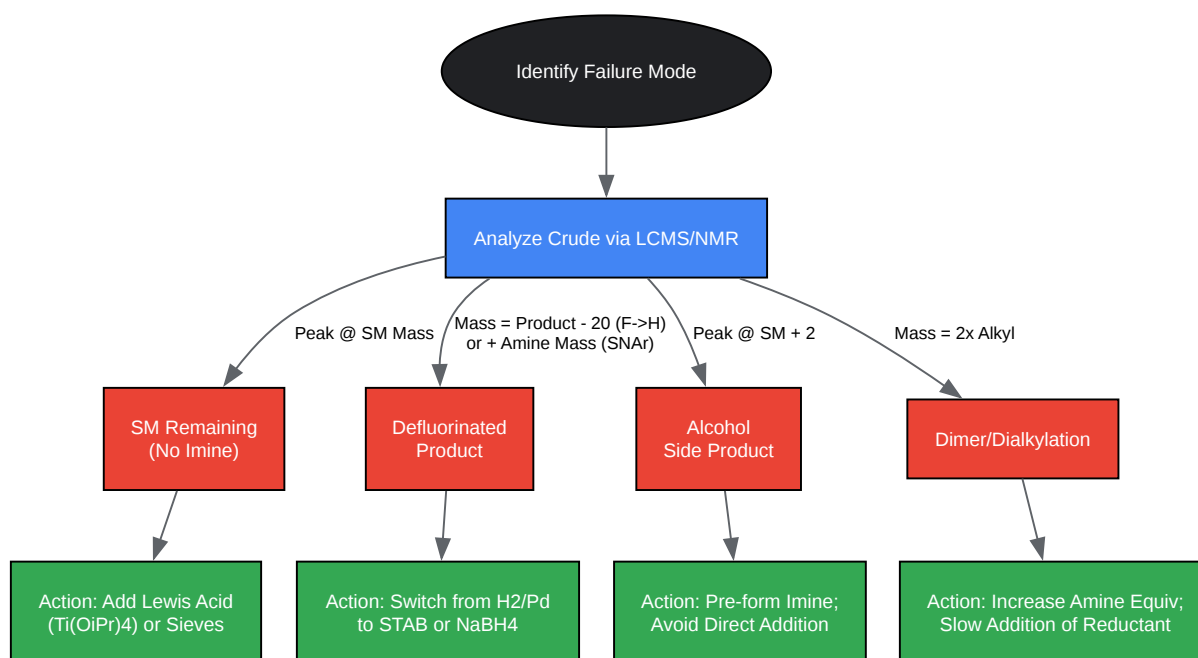 Identify Failure Mode
Analyze Crude via LCMS/NMR
Peak @ SM Mass
Mass = Product - 20 (F->H)
or + Amine Mass (SNAr)
Peak @ SM + 2
Mass = 2x Alkyl
SM Remaining
(No Imine)
Defluorinated
Product
Alcohol
Side Product
Dimer/Dialkylation
Action: Add Lewis Acid
(Ti(OiPr)4) or Sieves
Action: Switch from H2/Pd
to STAB or NaBH4
Action: Pre-form Imine;
Avoid Direct Addition
Action: Increase Amine Equiv;
Slow Addition of Reductant